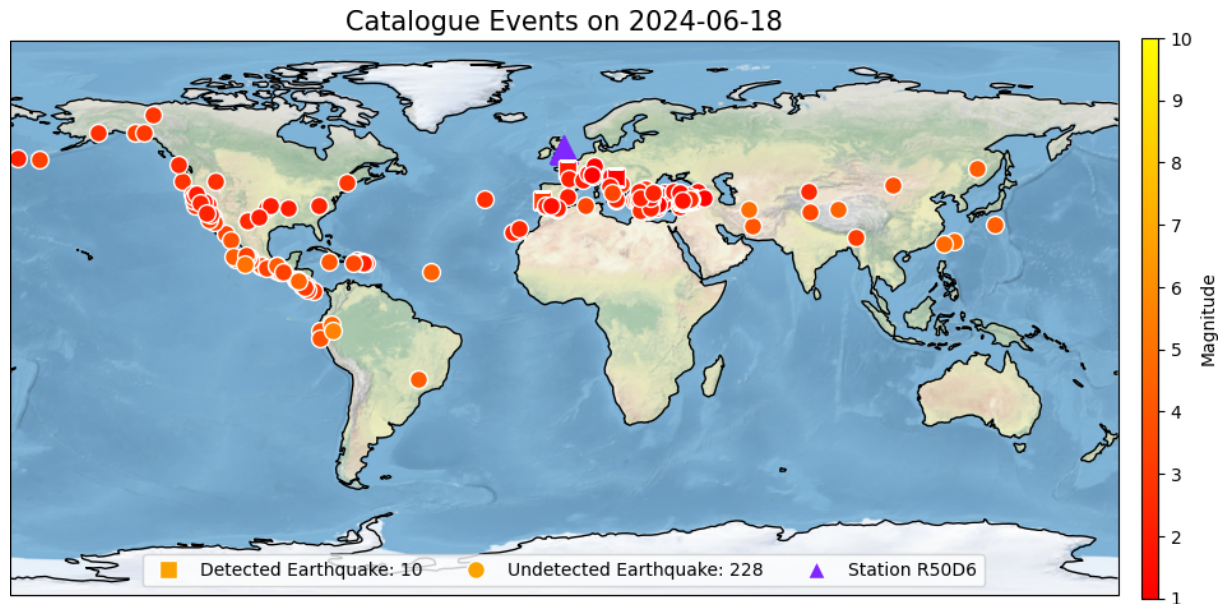 Catalogue Events on 2024-06-18
10
9
8
7
6
5
4
3
2
1
Magnitude
Detected Earthquake: 10
Undetected Earthquake: 228
Station R50D6